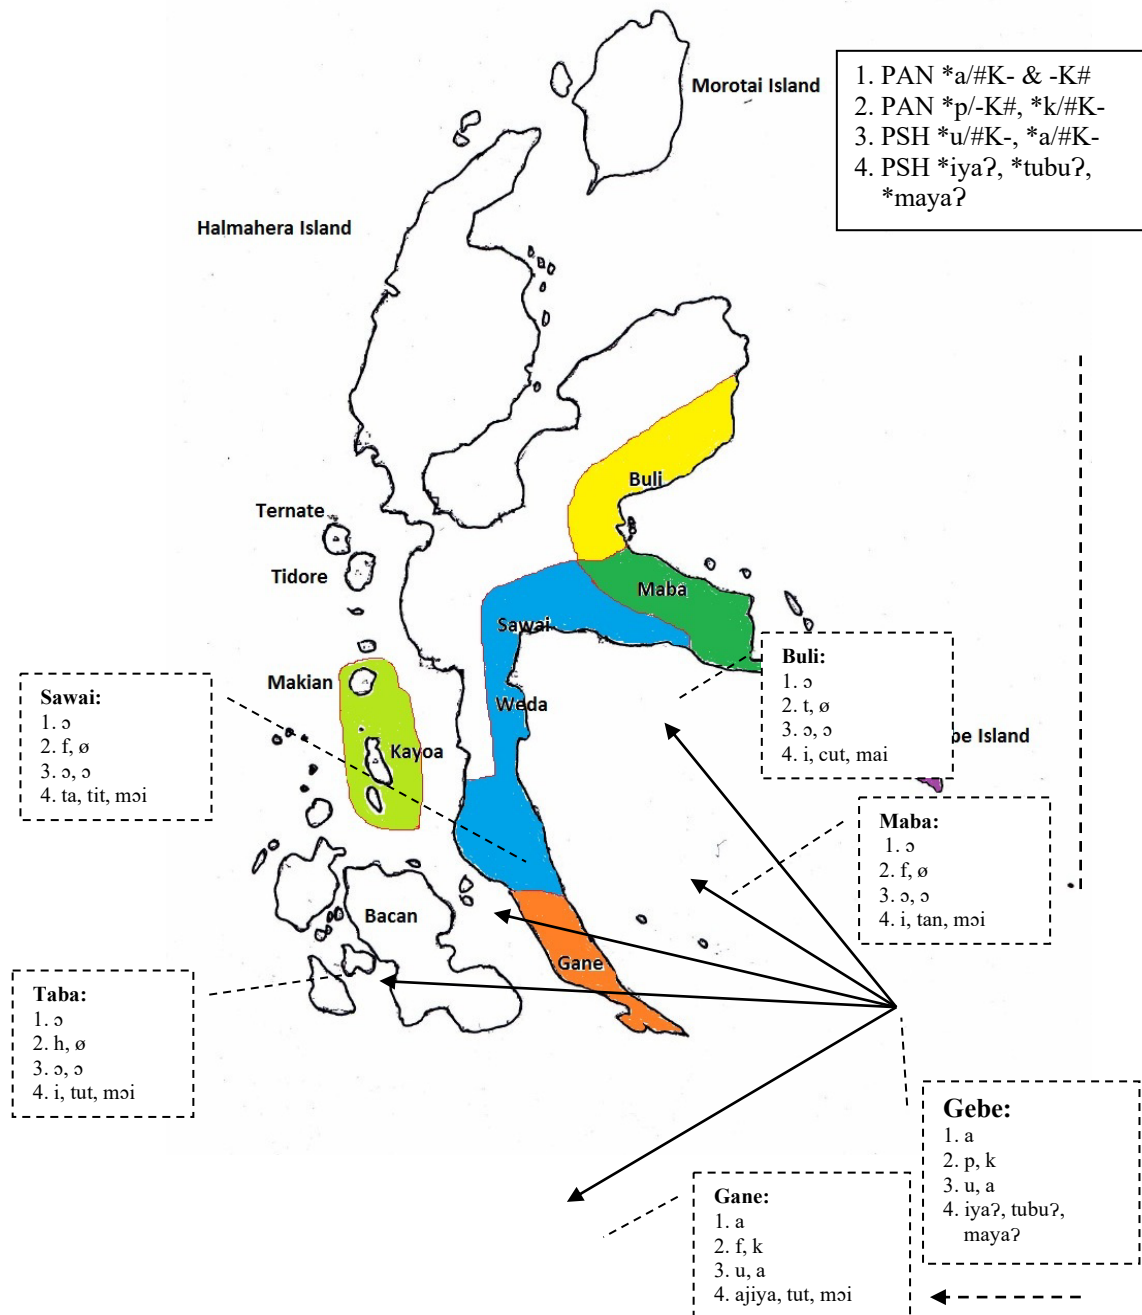 1. PAN *a/#K- & -K#
2. PAN *p/-K#, *k/#K-
3. PSH *u/#K-, *a/#K-
4. PSH *iyaʔ, *tubuʔ,
*mayaʔ
Morotai Island
Halmahera Island
Buli
Ternate
Tidore
Maba
Sawai
Makian
Weda
Kayoa
Sawai:
1. ɔ
2. f, ø
3. ɔ, ɔ
4. ta, tit, mɔi
Buli:
1. ɔ
2. t, ø
3. ɔ, ɔ
4. i, cut, mai
be Island
Maba:
1. ɔ
2. f, ø
3. ɔ, ɔ
4. i, tan, mɔi
Bacan
Gane
Taba:
1. ɔ
2. h, ø
3. ɔ, ɔ
4. i, tut, mɔi
Gebe:
1. a
2. p, k
3. u, a
4. iyaʔ, tubuʔ,
mayaʔ
Gane:
1. a
2. f, k
3. u, a
4. ajiya, tut, mɔi